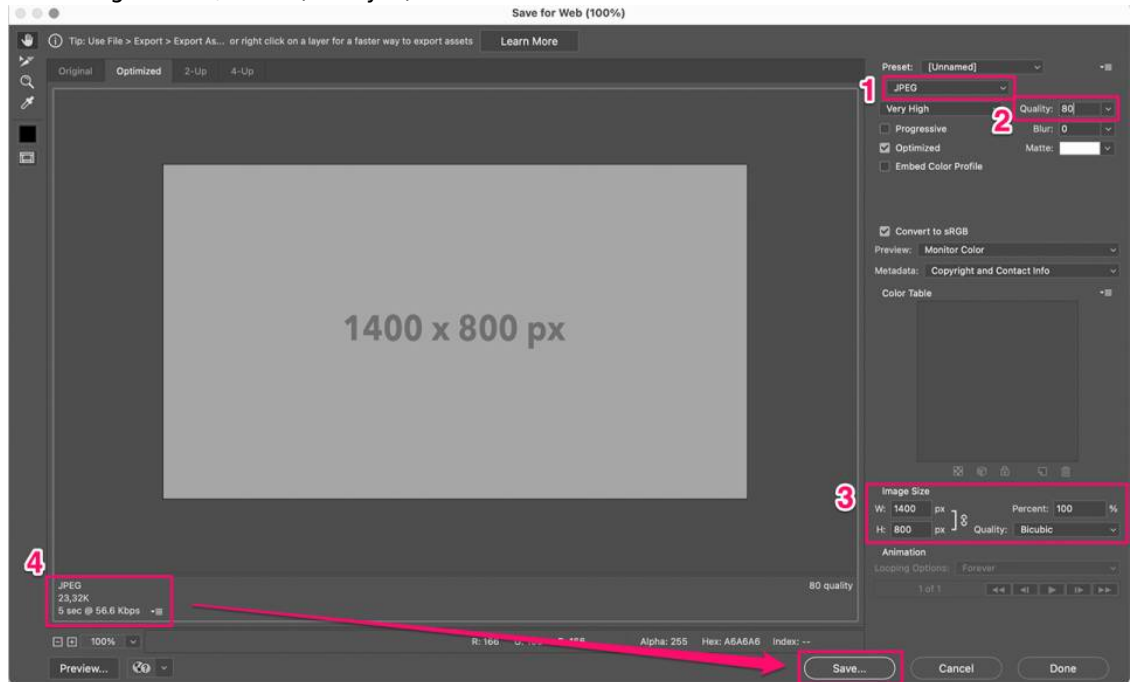 Save for Web (100%)
Tip: Use File > Export > Export As... or right click on a layer for a faster way to export assets
Learn More
Original Optimized 2-Up 4-Up
Preset: [Unnamed]
1 JPEG
Very High 2 Quality: 80
Progressive Blur: 0
Optimized Matte:
Embed Color Profile
Convert to sRGB
Preview: Monitor Color
Metadata: Copyright and Contact Info
Color Table
1400 x 800 px
3 Image Size
W: 1400 px Percent: 100 %
H: 800 px Quality: Bicubic
Animation
Looping Options: Forever
1 of 1
4
JPEG
23,32K
5 sec @ 56.6 Kbps
80 quality
100%
R: 166 Alpha: 255 Hex: A6A6A6 Index: --
Preview... Save... Cancel Done